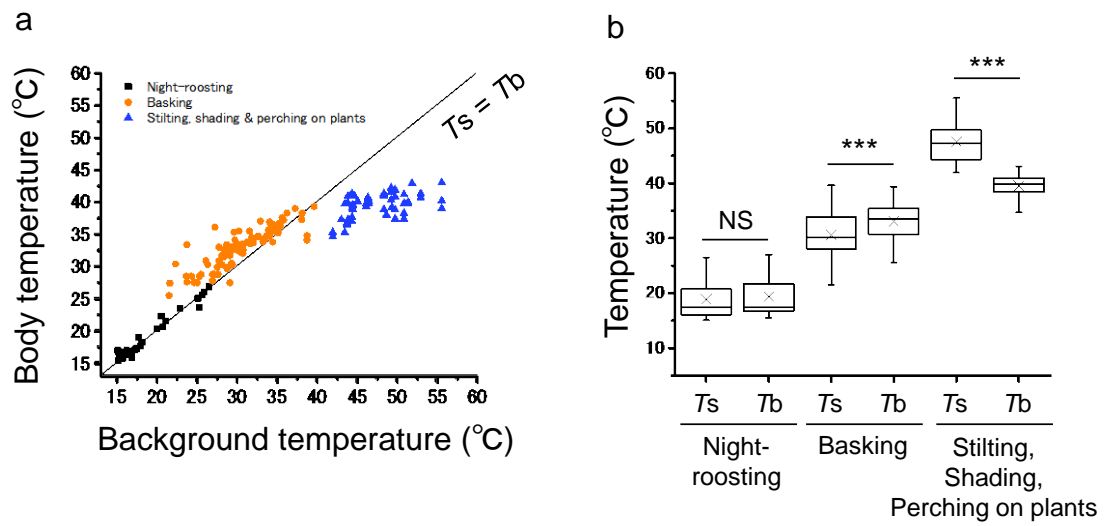 a
Body temperature (°C)
60
55
50
45
40
35
30
25
20
15
Night-roosting
Basking
Stilting, shading & perching on plants
Ts = Tb
15 20 25 30 35 40 45 50 55 60
Background temperature (°C)
b
Temperature (°C)
60
50
40
30
20
10
NS
***
***
Ts Tb Ts Tb Ts Tb
Night-
roosting
Basking
Stilting,
Shading,
Perching on plants